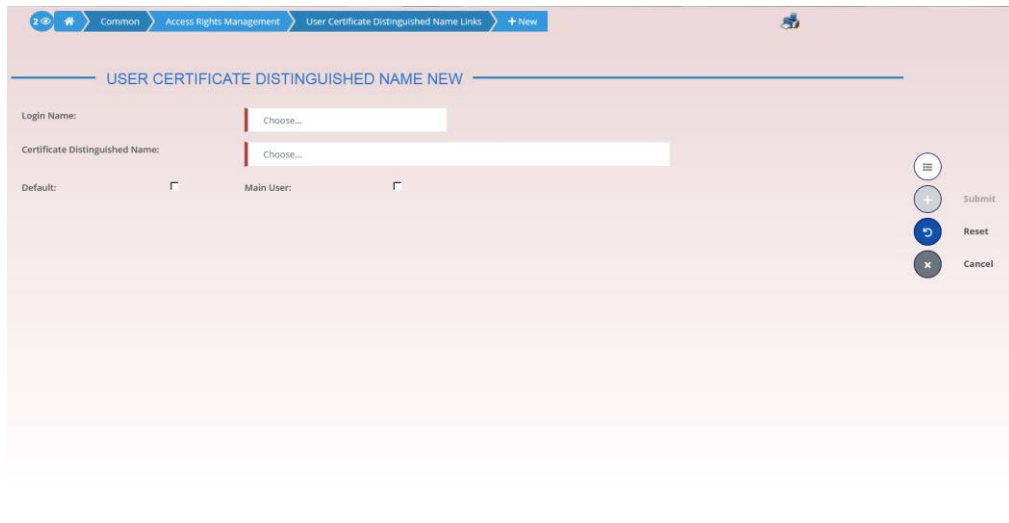 2 Common Access Rights Management User Certificate Distinguished Name Links + New
USER CERTIFICATE DISTINGUISHED NAME NEW
Login Name: Choose...
Certificate Distinguished Name: Choose...
Default: Main User:
Submit
Reset
Cancel